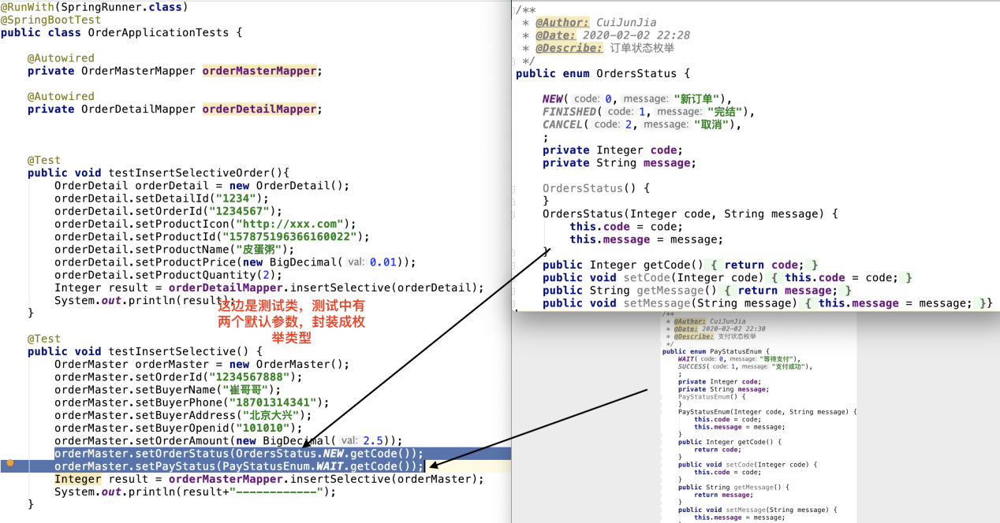 @RunWith(SpringRunner.class)
@SpringBootTest
public class OrderApplicationTests {
@Autowired
private OrderMasterMapper orderMasterMapper;
@Autowired
private OrderDetailMapper orderDetailMapper;
@Test
public void testInsertSelectiveOrder(){
OrderDetail orderDetail = new OrderDetail();
orderDetail.setDetailId("1234");
orderDetail.setOrderId("1234567");
orderDetail.setProductIcon("http://xxx.com");
orderDetail.setProductId("157875196366160022");
orderDetail.setProductName("皮蛋粥");
orderDetail.setProductPrice(new BigDecimal( val: 0.01));
orderDetail.setProductQuantity(2);
Integer result = orderDetailMapper.insertSelective(orderDetail);
System.out.println(result);
这边是测试类，测试中有
两个默认参数，封装成枚
举类型
}
@Test
public void testInsertSelective() {
OrderMaster orderMaster = new OrderMaster();
orderMaster.setOrderId("1234567888");
orderMaster.setBuyerName("崔哥哥");
orderMaster.setBuyerPhone("18701314341");
orderMaster.setBuyerAddress("北京大兴");
orderMaster.setBuyerOpenid("101010");
orderMaster.setOrderAmount(new BigDecimal( val: 2.5));
orderMaster.setOrderStatus(OrdersStatus.NEW.getCode());
orderMaster.setPayStatus(PayStatusEnum.WAIT.getCode());
Integer result = orderMasterMapper.insertSelective(orderMaster);
System.out.println(result+"------------");
}
/**
* @Author: CuiJunJia
* @Date: 2020-02-02 22:28
* @Describe: 订单状态枚举
*/
public enum OrdersStatus {
NEW( code: 0, message: "新订单"),
FINISHED( code: 1, message: "完结"),
CANCEL( code: 2, message: "取消"),
;
private Integer code;
private String message;
OrdersStatus() {
}
OrdersStatus(Integer code, String message) {
this.code = code;
this.message = message;
}
public Integer getCode() { return code; }
public void setCode(Integer code) { this.code = code; }
public String getMessage() { return message; }
public void setMessage(String message) { this.message = message; }}
/**
* @Author: CuiJunJia
* @Date: 2020-02-02 22:30
* @Describe: 支付状态枚举
*/
public enum PayStatusEnum {
WAIT( code: 0, message: "等待支付"),
SUCCESS( code: 1, message: "支付成功"),
;
private Integer code;
private String message;
PayStatusEnum() {
}
PayStatusEnum(Integer code, String message) {
this.code = code;
this.message = message;
}
public Integer getCode() {
return code;
}
public void setCode(Integer code) {
this.code = code;
}
public String getMessage() {
return message;
}
public void setMessage(String message) {
this.message = message;